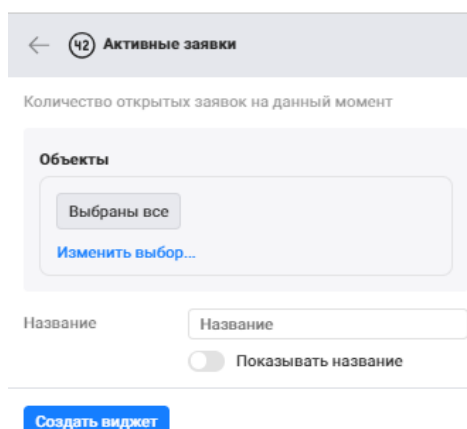 42 Активные заявки
Количество открытых заявок на данный момент
Объекты
Выбраны все
Изменить выбор...
Название Название
Показывать название
Создать виджет